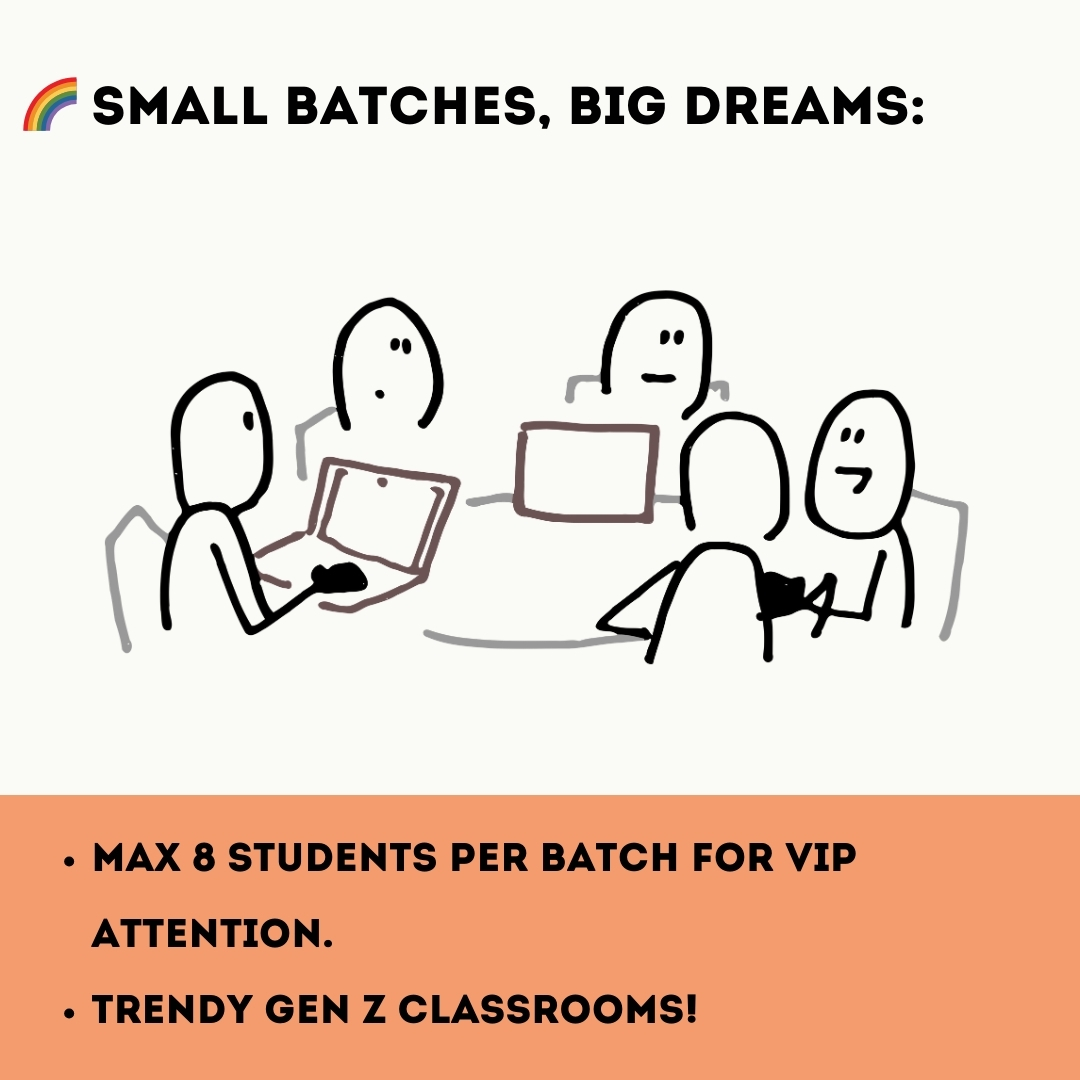 🌈 SMALL BATCHES, BIG DREAMS:
• MAX 8 STUDENTS PER BATCH FOR VIP
ATTENTION.
• TRENDY GEN Z CLASSROOMS!